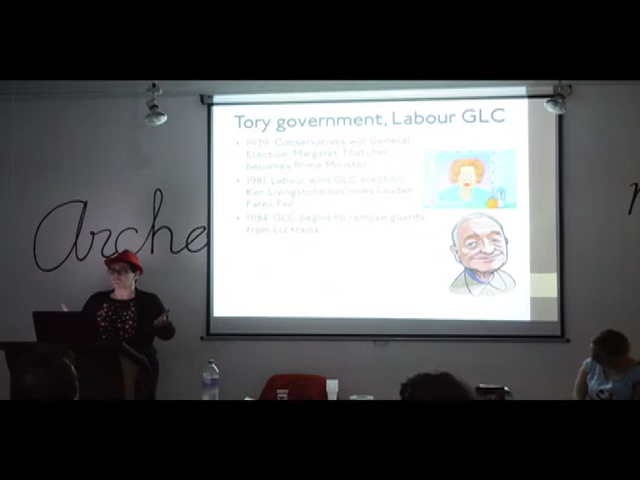 Tory government, Labour GLC
• 1979: Conservatives win General
Election, Margaret Thatcher
becomes Prime Minister
• 1981: Labour wins GLC election
Ken Livingstone becomes Leader
Fares Fair
• 1984: GLC begins to remove guards
from LU trains
Arche